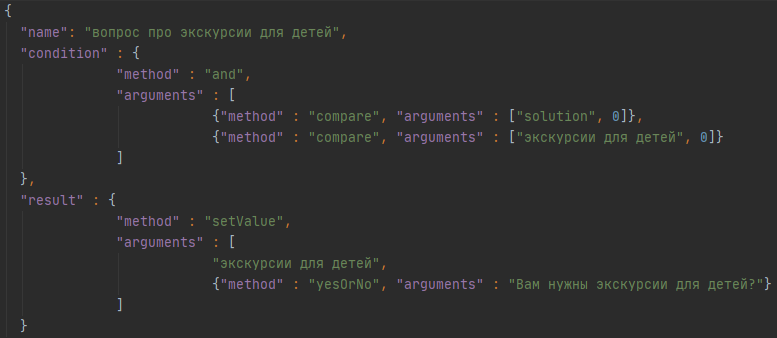 {
"name": "вопрос про экскурсии для детей",
"condition" : {
"method" : "and",
"arguments" : [
{"method" : "compare", "arguments" : ["solution", 0]},
{"method" : "compare", "arguments" : ["экскурсии для детей", 0]}
]
},
"result" : {
"method" : "setValue",
"arguments" : [
"экскурсии для детей",
{"method" : "yesOrNo", "arguments" : "Вам нужны экскурсии для детей?"}
]
}